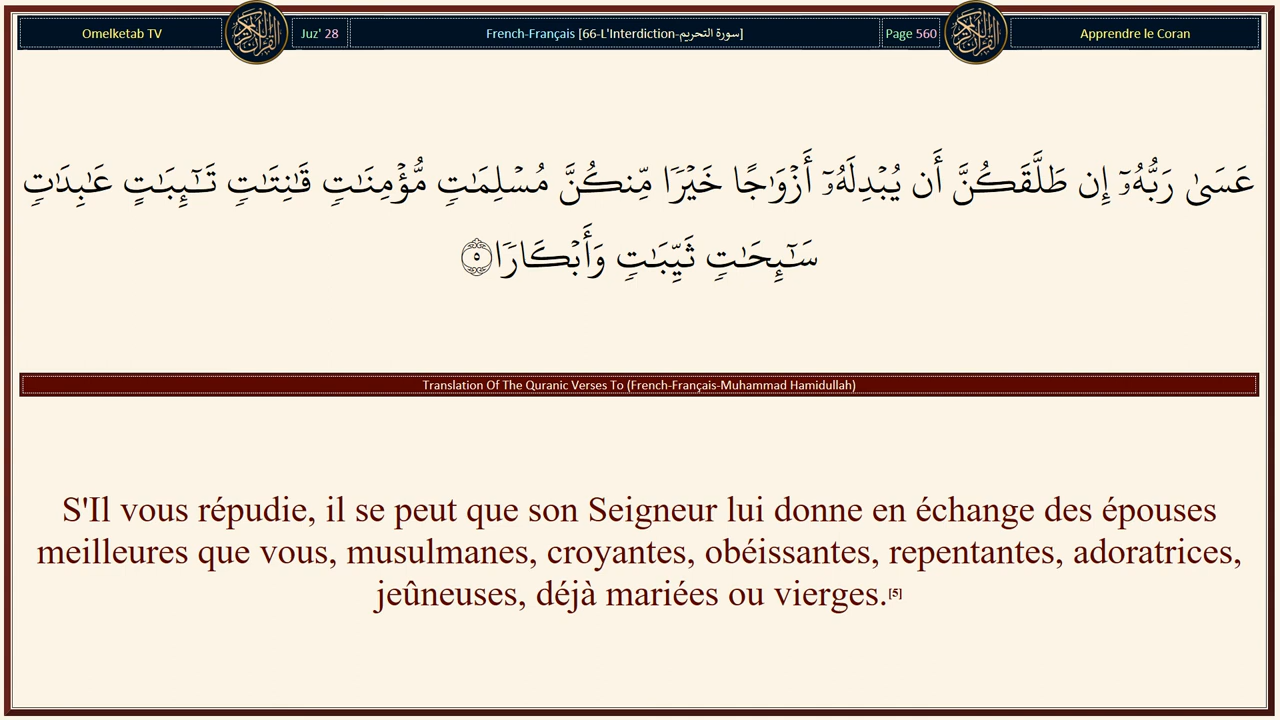 Omelketab TV
Juz' 28
French-Français [66-L'Interdiction-سورة التحريم]
Page 560
Apprendre le Coran
عَسَىٰ رَبُّهُۥٓ إِن طَلَّقَكُنَّ أَن يُبۡدِلَهُۥٓ أَزۡوَٰجًا خَيۡرٗا مِّنكُنَّ مُسۡلِمَٰتٖ مُّؤۡمِنَٰتٖ قَٰنِتَٰتٖ تَـٰٓئِبَٰتٍ عَٰبِدَٰتٖ
سَـٰٓئِحَٰتٖ ثَيِّبَٰتٖ وَأَبۡكَارٗا ٥
Translation Of The Quranic Verses To (French-Français-Muhammad Hamidullah)
S'Il vous répudie, il se peut que son Seigneur lui donne en échange des épouses
meilleures que vous, musulmanes, croyantes, obéissantes, repentantes, adoratrices,
jeûneuses, déjà mariées ou vierges.[5]